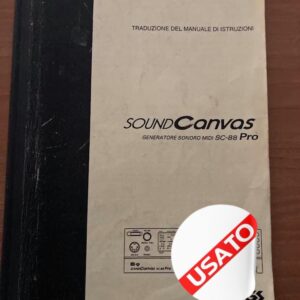 TRADUZIONE DEL MANUALE DI ISTRUZIONI
SOUND Canvas
GENERATORE SONORO MIDI SC-88 Pro
USATO